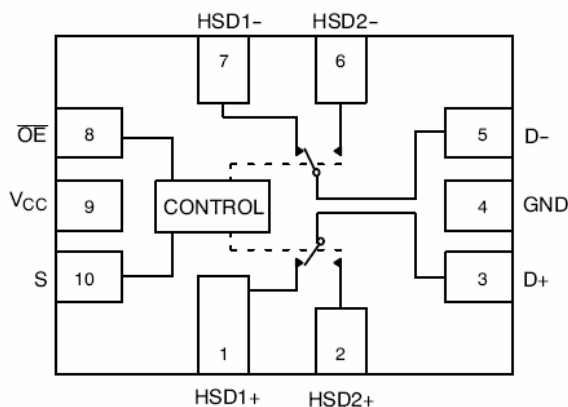 HSD1− HSD2−
7 6
OE 8 5 D−
VCC 9 CONTROL 4 GND
S 10 3 D+
1 2
HSD1+ HSD2+